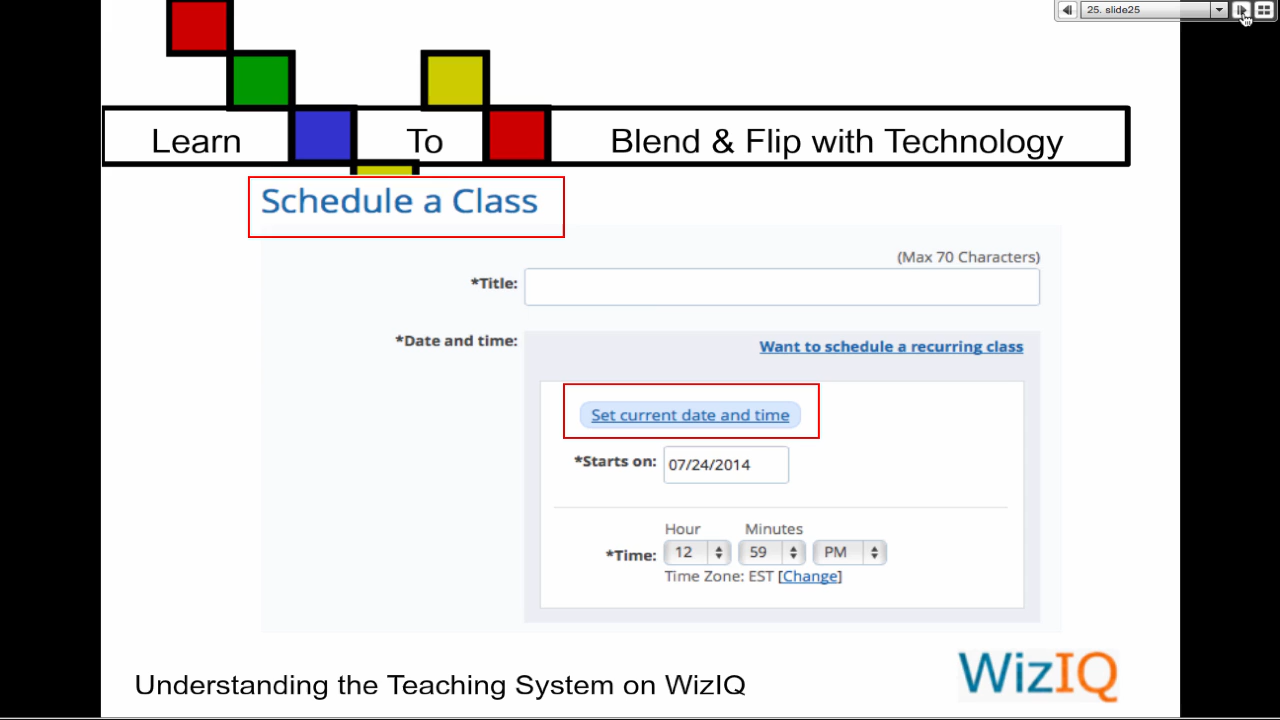 25. slide25
Learn To Blend & Flip with Technology
Schedule a Class
(Max 70 Characters)
*Title:
*Date and time:
Want to schedule a recurring class
Set current date and time
*Starts on: 07/24/2014
Hour Minutes
*Time: 12 59 PM
Time Zone: EST [Change]
WizIQ
Understanding the Teaching System on WizIQ